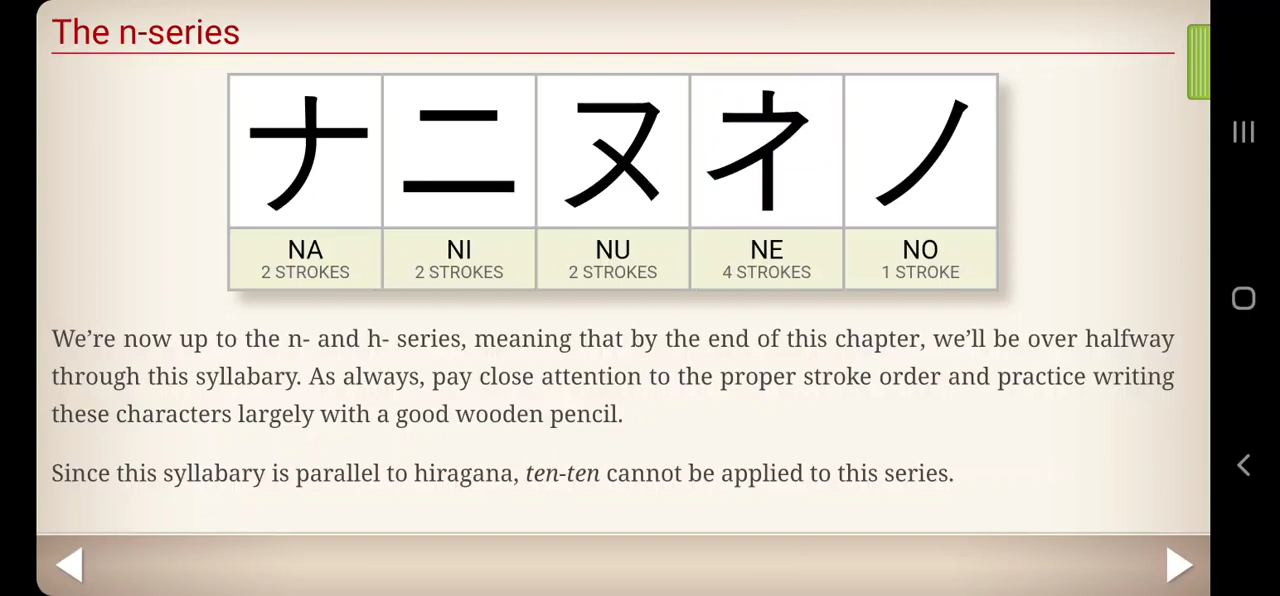 The n-series
ナ ニ ヌ ネ ノ
NA NI NU NE NO
2 STROKES 2 STROKES 2 STROKES 4 STROKES 1 STROKE
We’re now up to the n- and h- series, meaning that by the end of this chapter, we’ll be over halfway
through this syllabary. As always, pay close attention to the proper stroke order and practice writing
these characters largely with a good wooden pencil.
Since this syllabary is parallel to hiragana, ten-ten cannot be applied to this series.